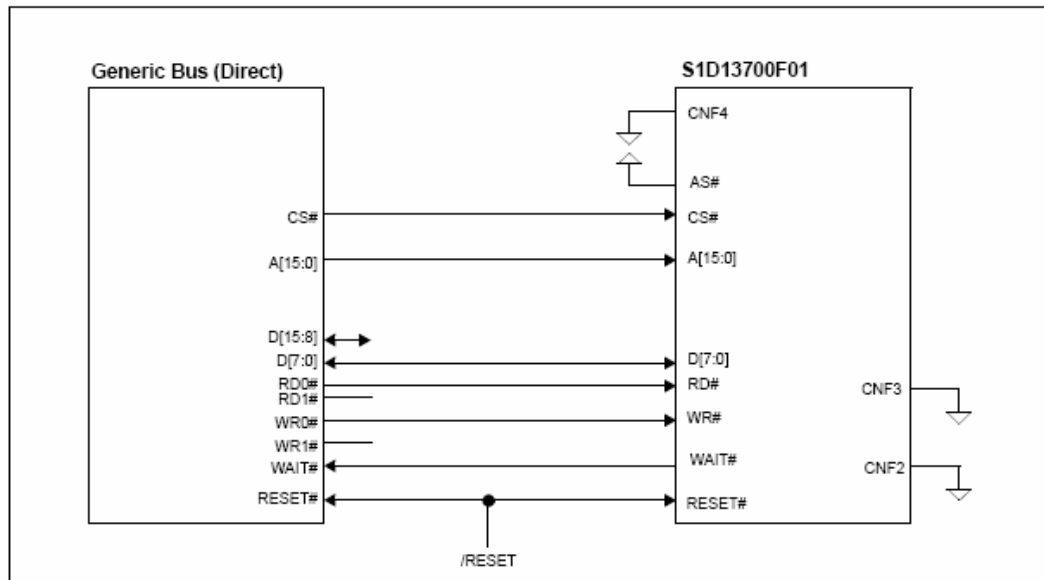 Generic Bus (Direct)
S1D13700F01
CNF4
AS#
CS#
CS#
A[15:0]
A[15:0]
D[15:8]
D[7:0]
D[7:0]
RD0#
RD#
RD1#
CNF3
WR0#
WR#
WR1#
WAIT#
WAIT#
CNF2
RESET#
RESET#
/RESET